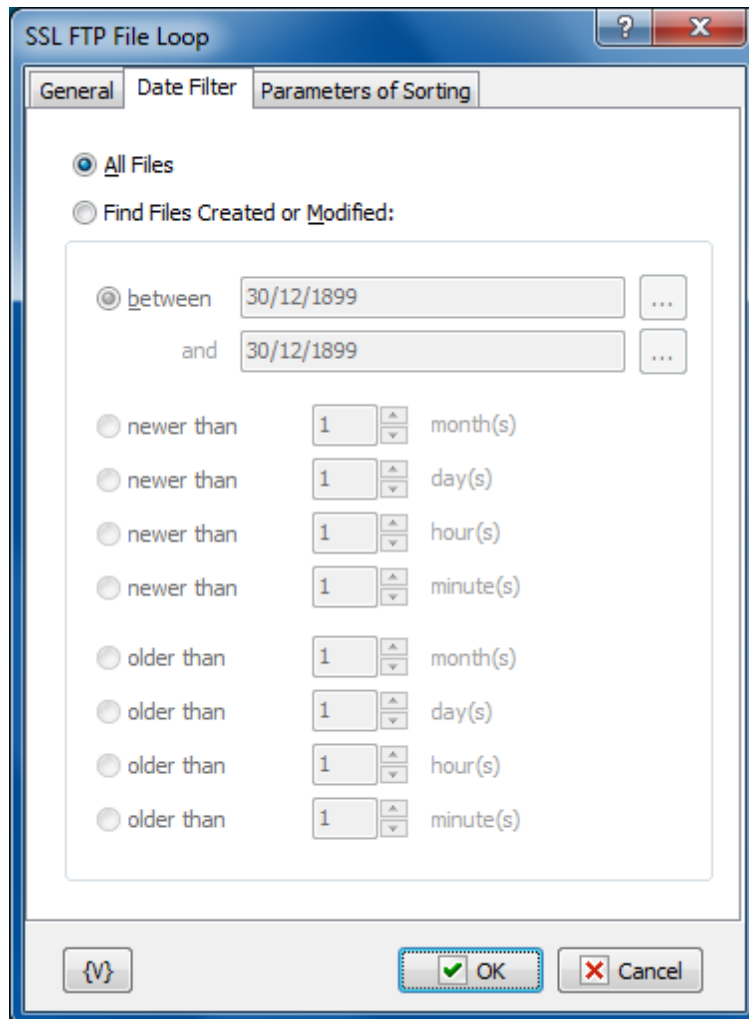 SSL FTP File Loop
?
General Date Filter Parameters of Sorting
All Files
Find Files Created or Modified:
between 30/12/1899 ...
and 30/12/1899 ...
newer than 1 month(s)
newer than 1 day(s)
newer than 1 hour(s)
newer than 1 minute(s)
older than 1 month(s)
older than 1 day(s)
older than 1 hour(s)
older than 1 minute(s)
{V} OK Cancel